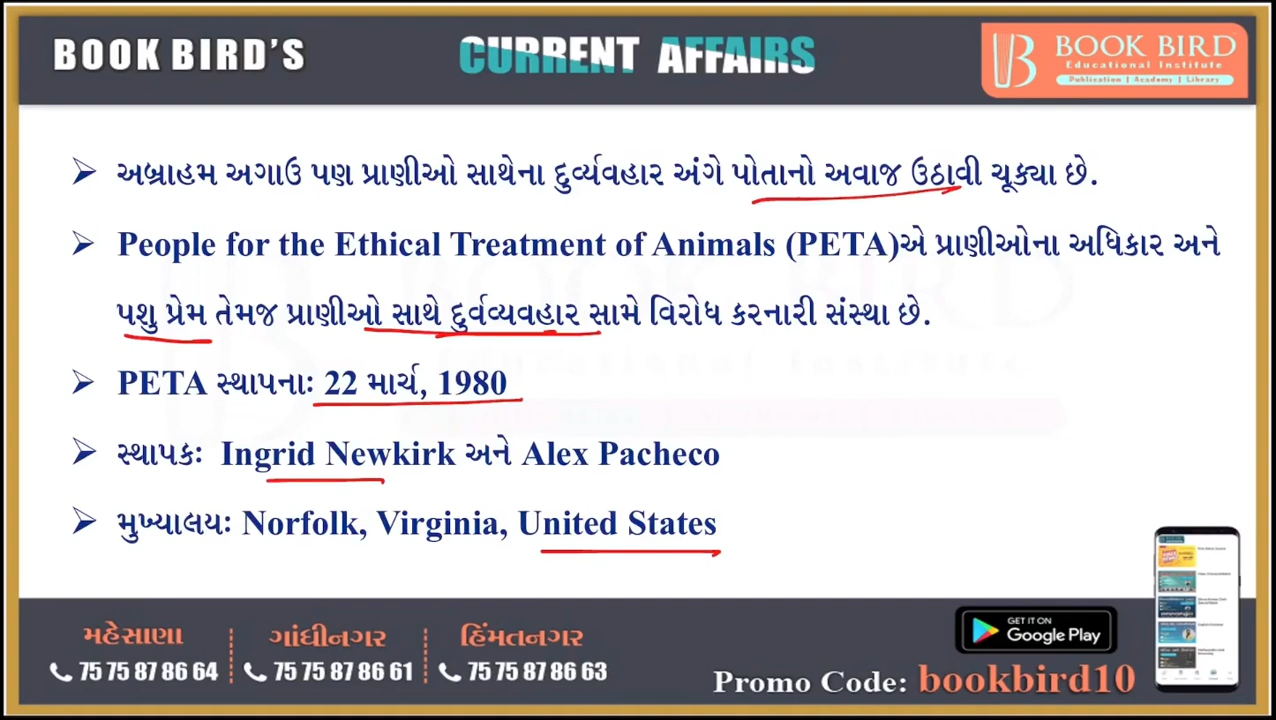 BOOK BIRD'S
CURRENT AFFAIRS
BOOK BIRD
Educational Institute
Publication | Academy | Library
➢ અબ્રાહમ અગાઉ પણ પ્રાણીઓ સાથેના દુર્વ્યવહાર અંગે પોતાનો અવાજ ઉઠાવી ચૂક્યા છે.
➢ People for the Ethical Treatment of Animals (PETA)એ પ્રાણીઓના અધિકાર અને
પશુ પ્રેમ તેમજ પ્રાણીઓ સાથે દુર્વવ્યવહાર સામે વિરોધ કરનારી સંસ્થા છે.
➢ PETA સ્થાપનાઃ 22 માર્ચ, 1980
➢ સ્થાપકઃ Ingrid Newkirk અને Alex Pacheco
➢ મુખ્યાલયઃ Norfolk, Virginia, United States
મહેસાણા
75 75 87 86 64
ગાંધીનગર
75 75 87 86 61
હિંમતનગર
75 75 87 86 63
GET IT ON
Google Play
Promo Code: bookbird10